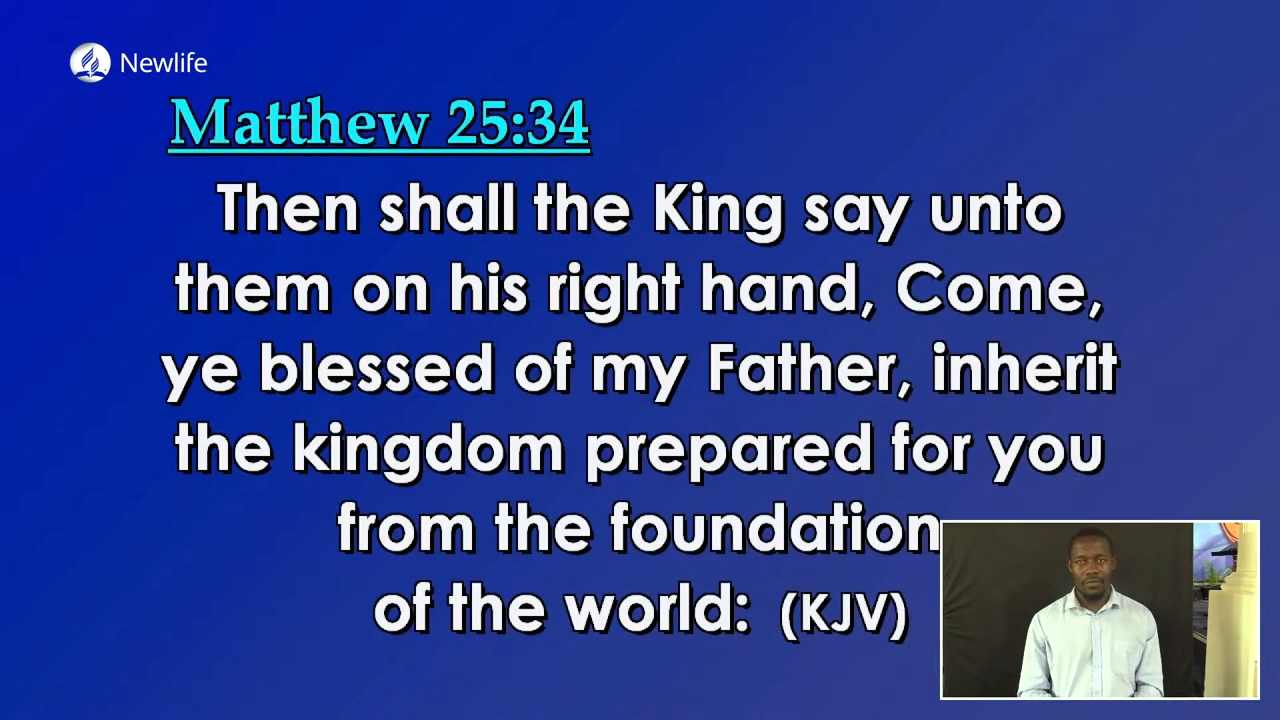 Newlife
Matthew 25:34
Then shall the King say unto
them on his right hand, Come,
ye blessed of my Father, inherit
the kingdom prepared for you
from the foundation
of the world: (KJV)